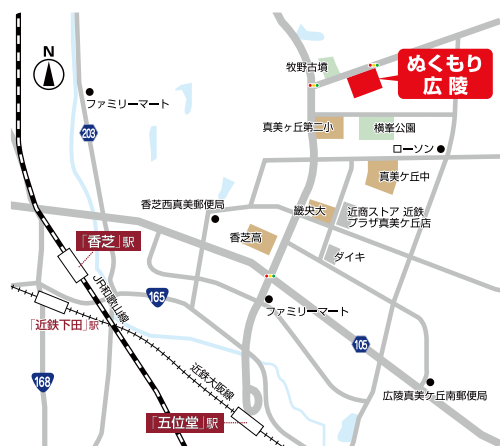 N
牧野古墳
ぬくもり
広陵
ファミリーマート
203
真美ヶ丘第二小
横峯公園
ローソン
真美ケ丘中
香芝西真美郵便局
畿央大
近商ストア 近鉄
プラザ真美ケ丘店
香芝高
「香芝」駅
ダイキ
JR和歌山線
165
ファミリーマート
「近鉄下田」駅
105
168
近鉄大阪線
広陵真美ケ丘南郵便局
「五位堂」駅